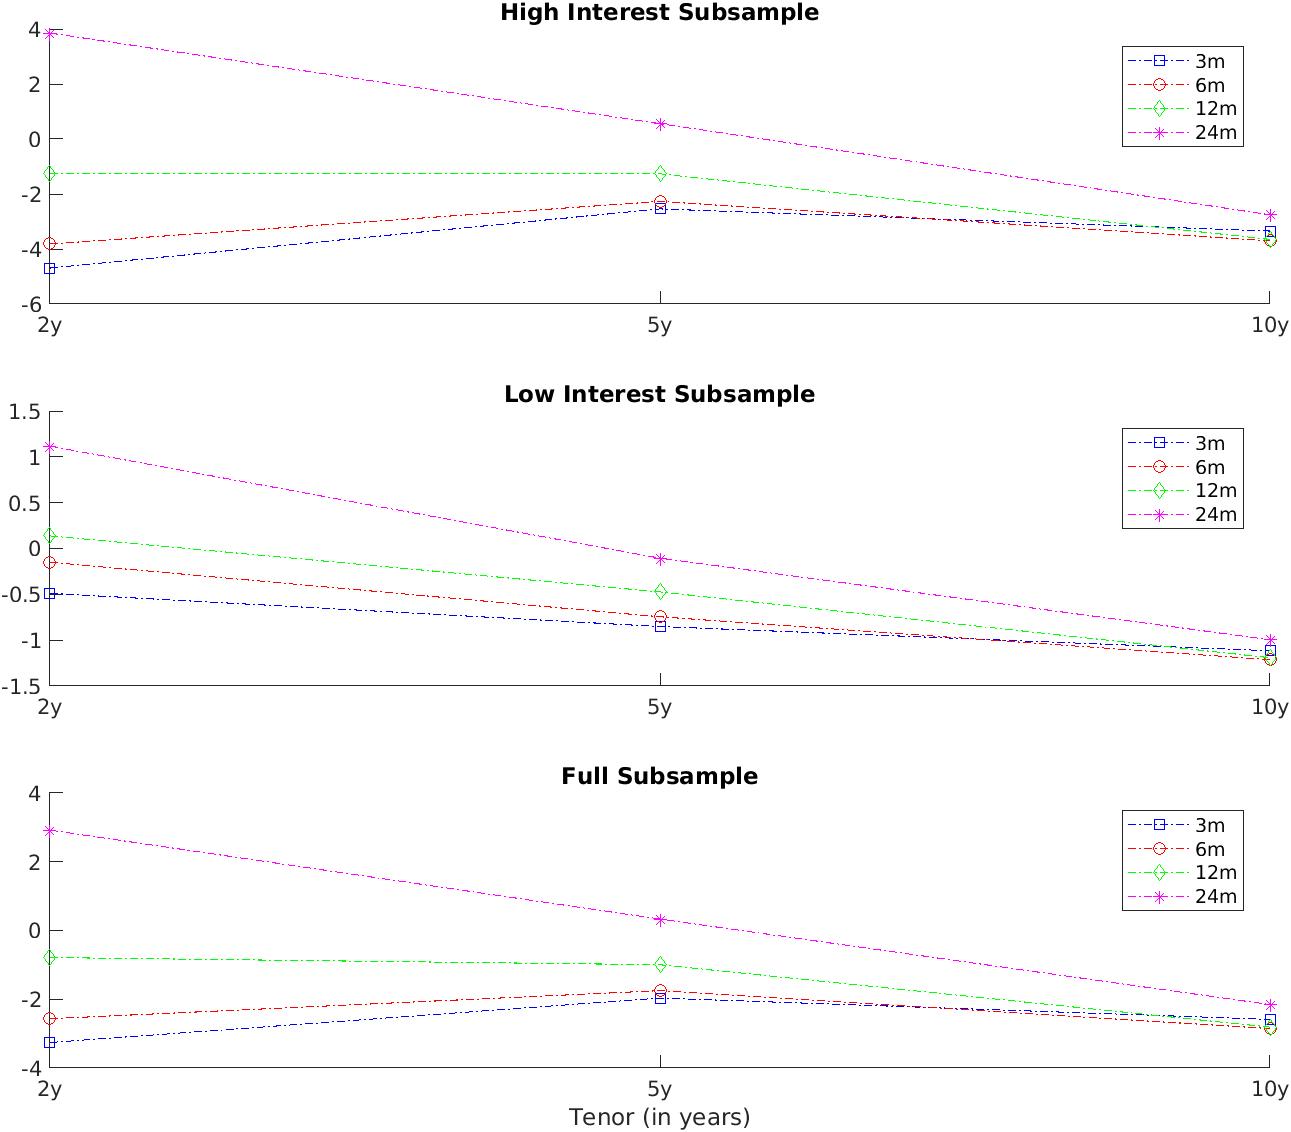 High Interest Subsample
4
2
0
-2
-4
-6
2y
5y
10y
3m
6m
12m
24m
Low Interest Subsample
1.5
1
0.5
0
-0.5
-1
-1.5
2y
5y
10y
3m
6m
12m
24m
Full Subsample
4
2
0
-2
-4
2y
5y
10y
3m
6m
12m
24m
Tenor (in years)